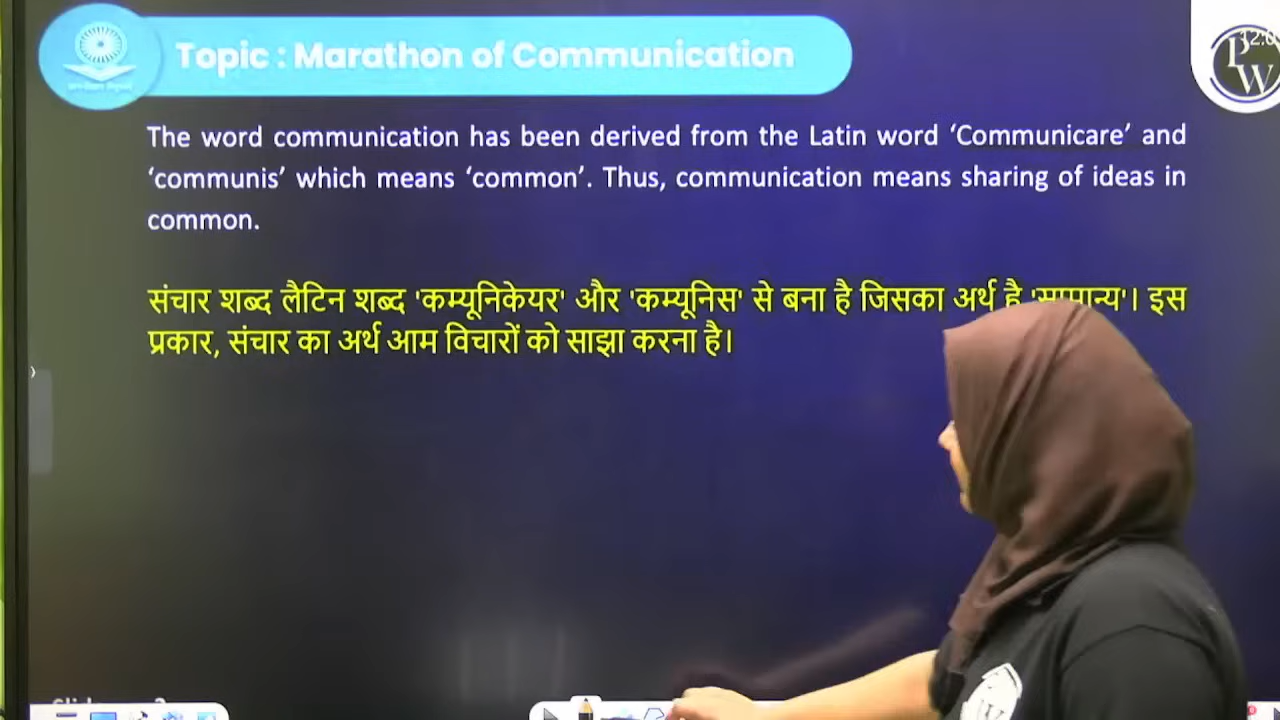 Topic : Marathon of Communication
The word communication has been derived from the Latin word ‘Communicare’ and
‘communis’ which means ‘common’. Thus, communication means sharing of ideas in
common.
संचार शब्द लैटिन शब्द 'कम्यूनिकेयर' और 'कम्यूनिस' से बना है जिसका अर्थ है 'सामान्य'। इस
प्रकार, संचार का अर्थ आम विचारों को साझा करना है।
PW